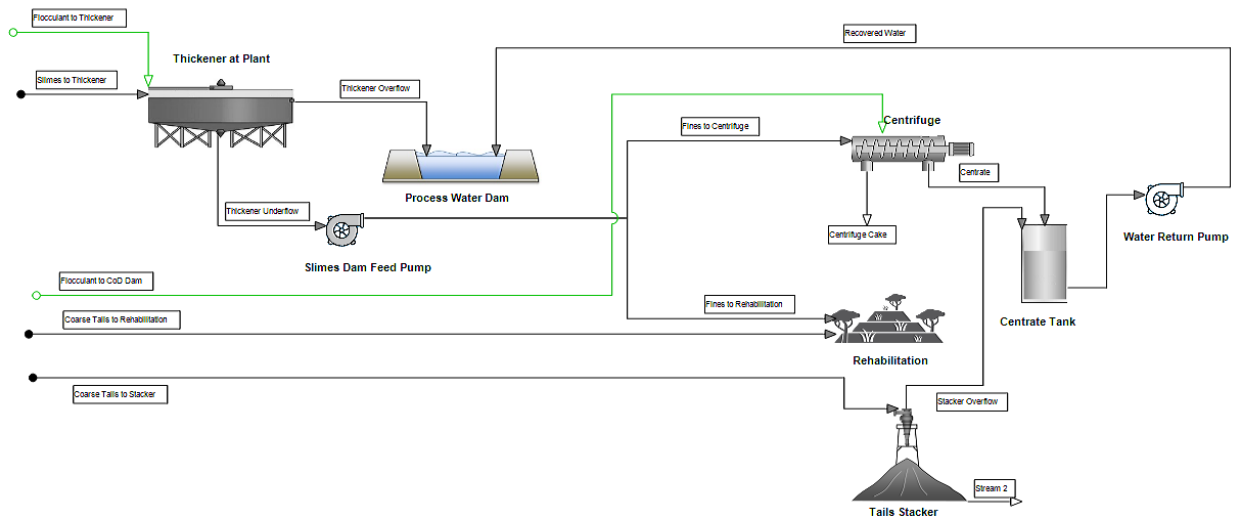 Flocculant to Thickener
Recovered Water
Thickener at Plant
Slimes to Thickener
Thickener Overflow
Centrifuge
Fines to Centrifuge
Centrate
Process Water Dam
Thickener Underflow
Centrifuge Cake
Water Return Pump
Slimes Dam Feed Pump
Flocculant to CoD Dam
Fines to Rehabilitation
Coarse Tails to Rehabilitation
Centrate Tank
Rehabilitation
Coarse Tails to Stacker
Stacker Overflow
Stream 2
Tails Stacker